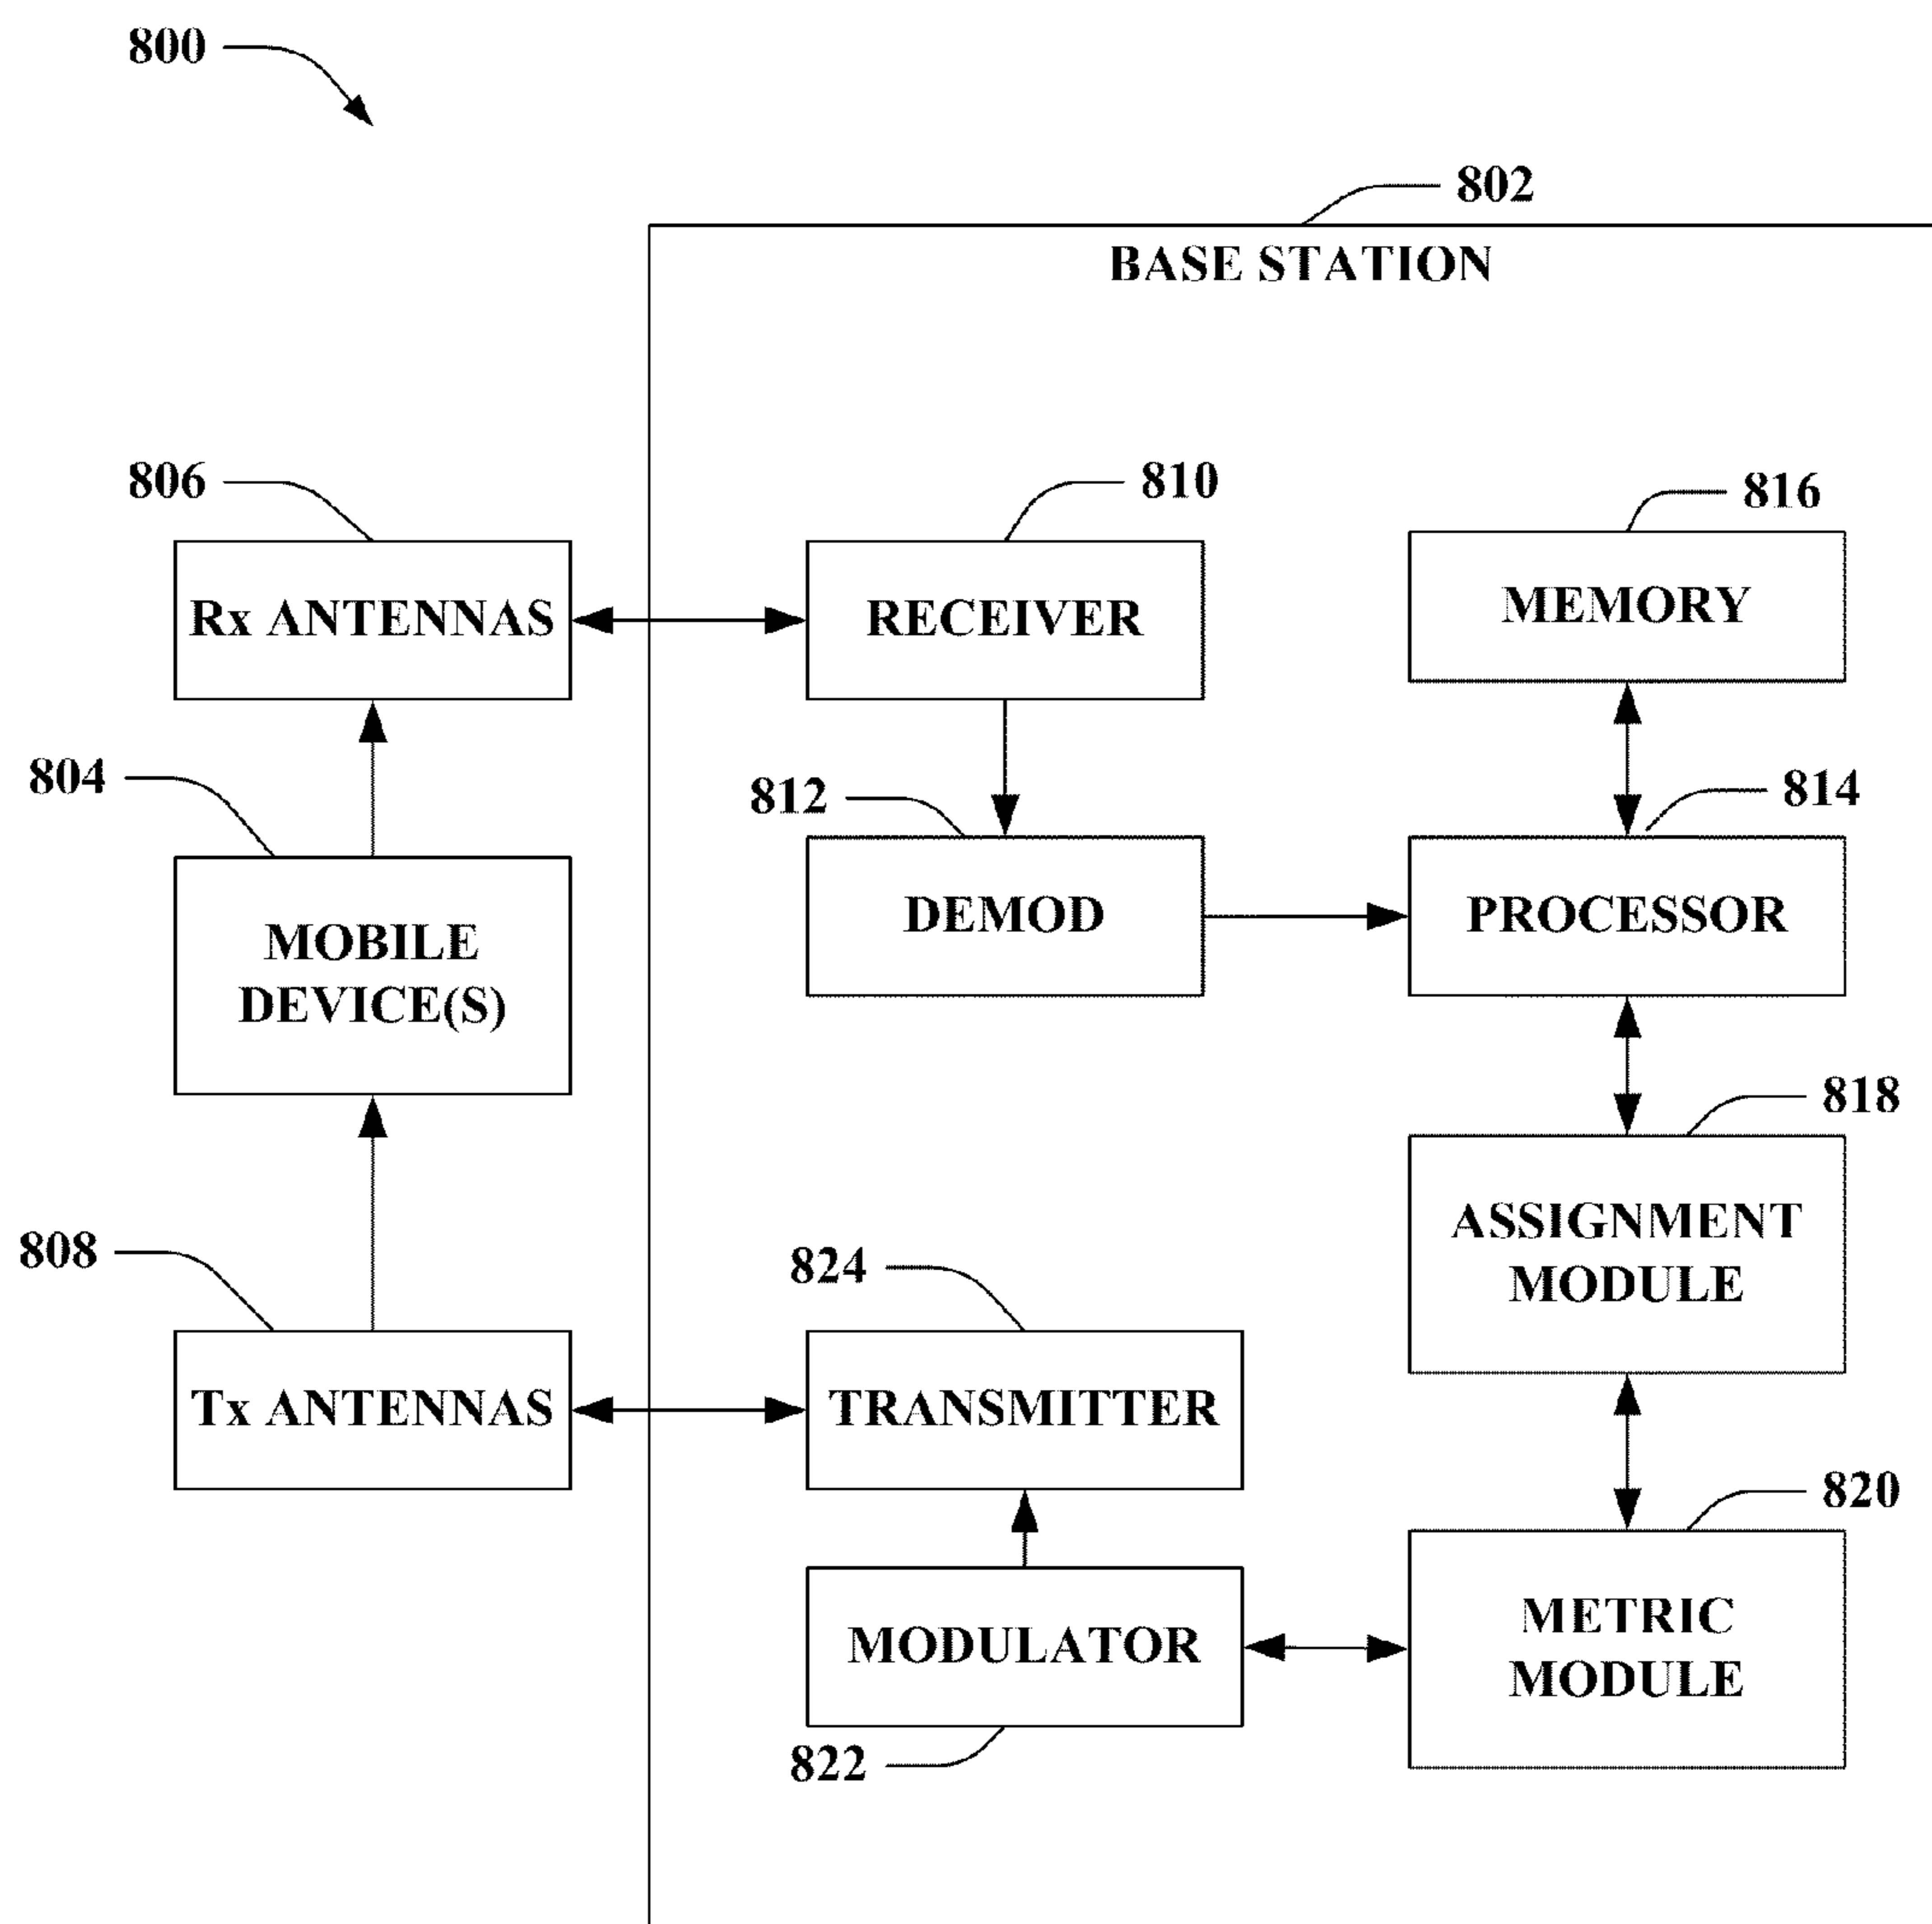 800
802
BASE STATION
806
810
816
Rx ANTENNAS
RECEIVER
MEMORY
804
812
814
MOBILE
DEVICE(S)
DEMOD
PROCESSOR
818
808
824
ASSIGNMENT
MODULE
Tx ANTENNAS
TRANSMITTER
820
MODULATOR
METRIC
MODULE
822